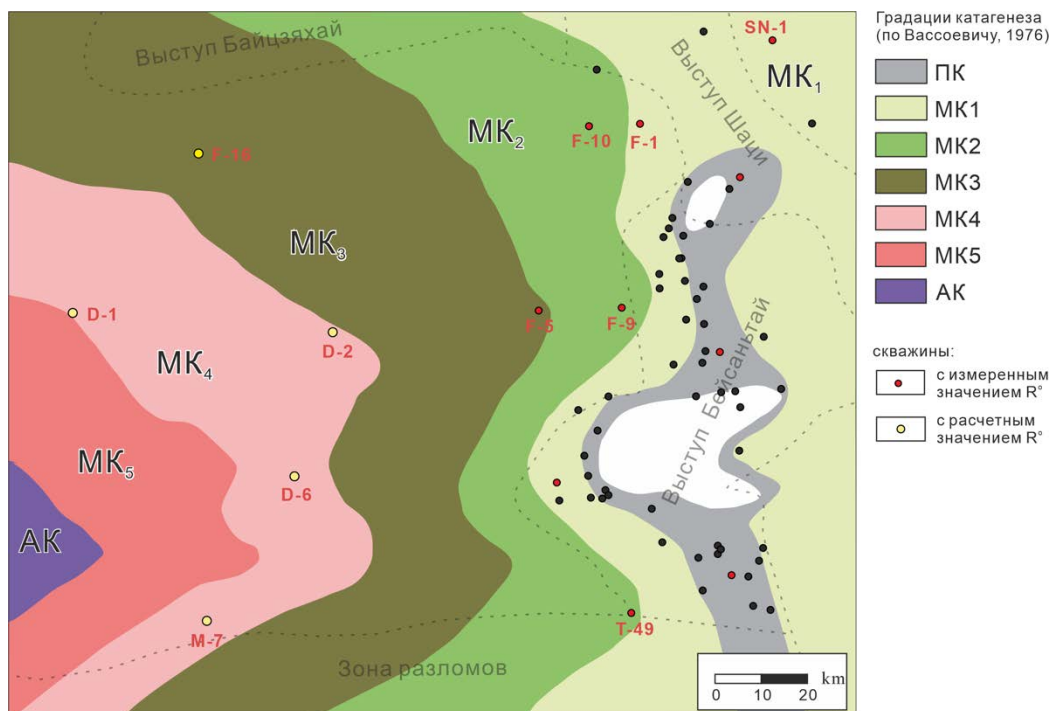 Выступ Байцзяхай
SN-1
МК₁
Выступ Шаци
МК₂
F-10
F-1
F-18
МК₃
D-1
D-2
F-5
F-9
МК₄
Выступ Бейсаньтай
МК₅
D-6
АК
M-7
T-49
Зона разломов
km
0 10 20
Градации катагенеза
(по Вассоевичу, 1976)
ПК
МК1
МК2
МК3
МК4
МК5
АК
скважины:
с измеренным
значением R°
с расчетным
значением R°